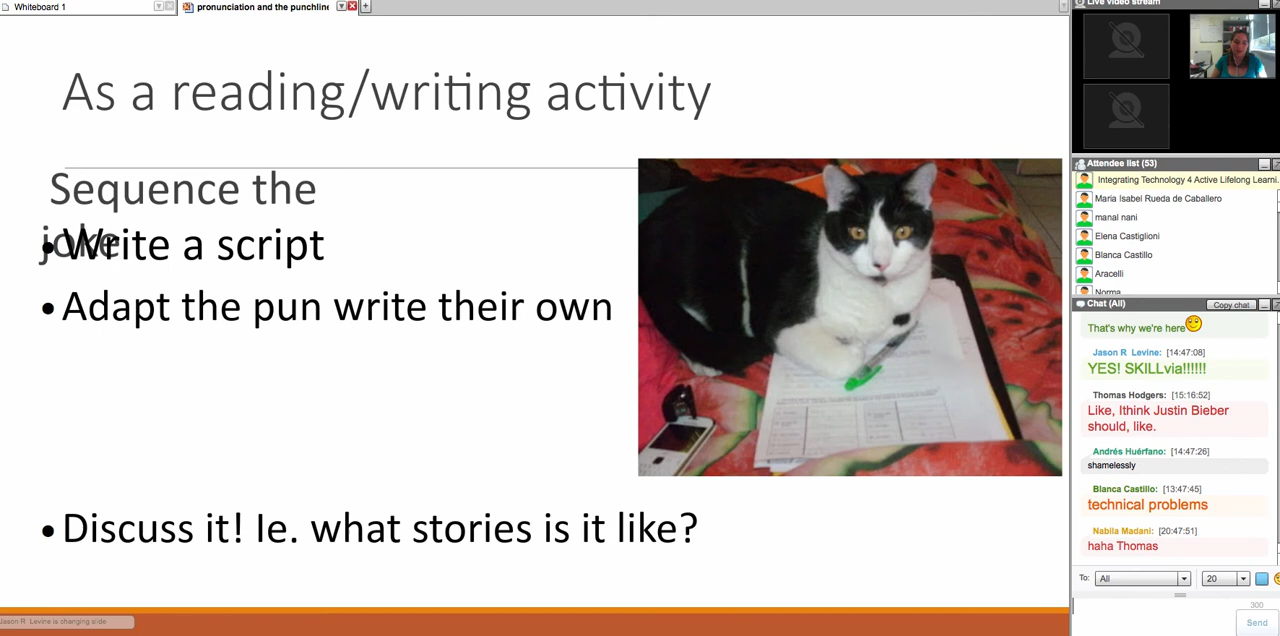 Whiteboard 1
pronunciation and the punchline
As a reading/writing activity
Sequence the
joke
• Write a script
• Adapt the pun write their own
• Discuss it! Ie. what stories is it like?
Jason R Levine is changing slide
Live video stream
Attendee list (53)
Integrating Technology 4 Active Lifelong Learni...
Maria Isabel Rueda de Caballero
manal nani
Elena Castiglioni
Blanca Castillo
Aracelli
Norma
Chat (All)
Copy chat
That's why we're here
Jason R Levine: [14:47:08]
YES! SKILLvia!!!!!!
Thomas Hodgers: [15:16:52]
Like, Ithink Justin Bieber
should, like.
Andrés Huérfano: [14:47:26]
shamelessly
Blanca Castillo: [13:47:45]
technical problems
Nabila Madani: [20:47:51]
haha Thomas
To: All 20
300
Send